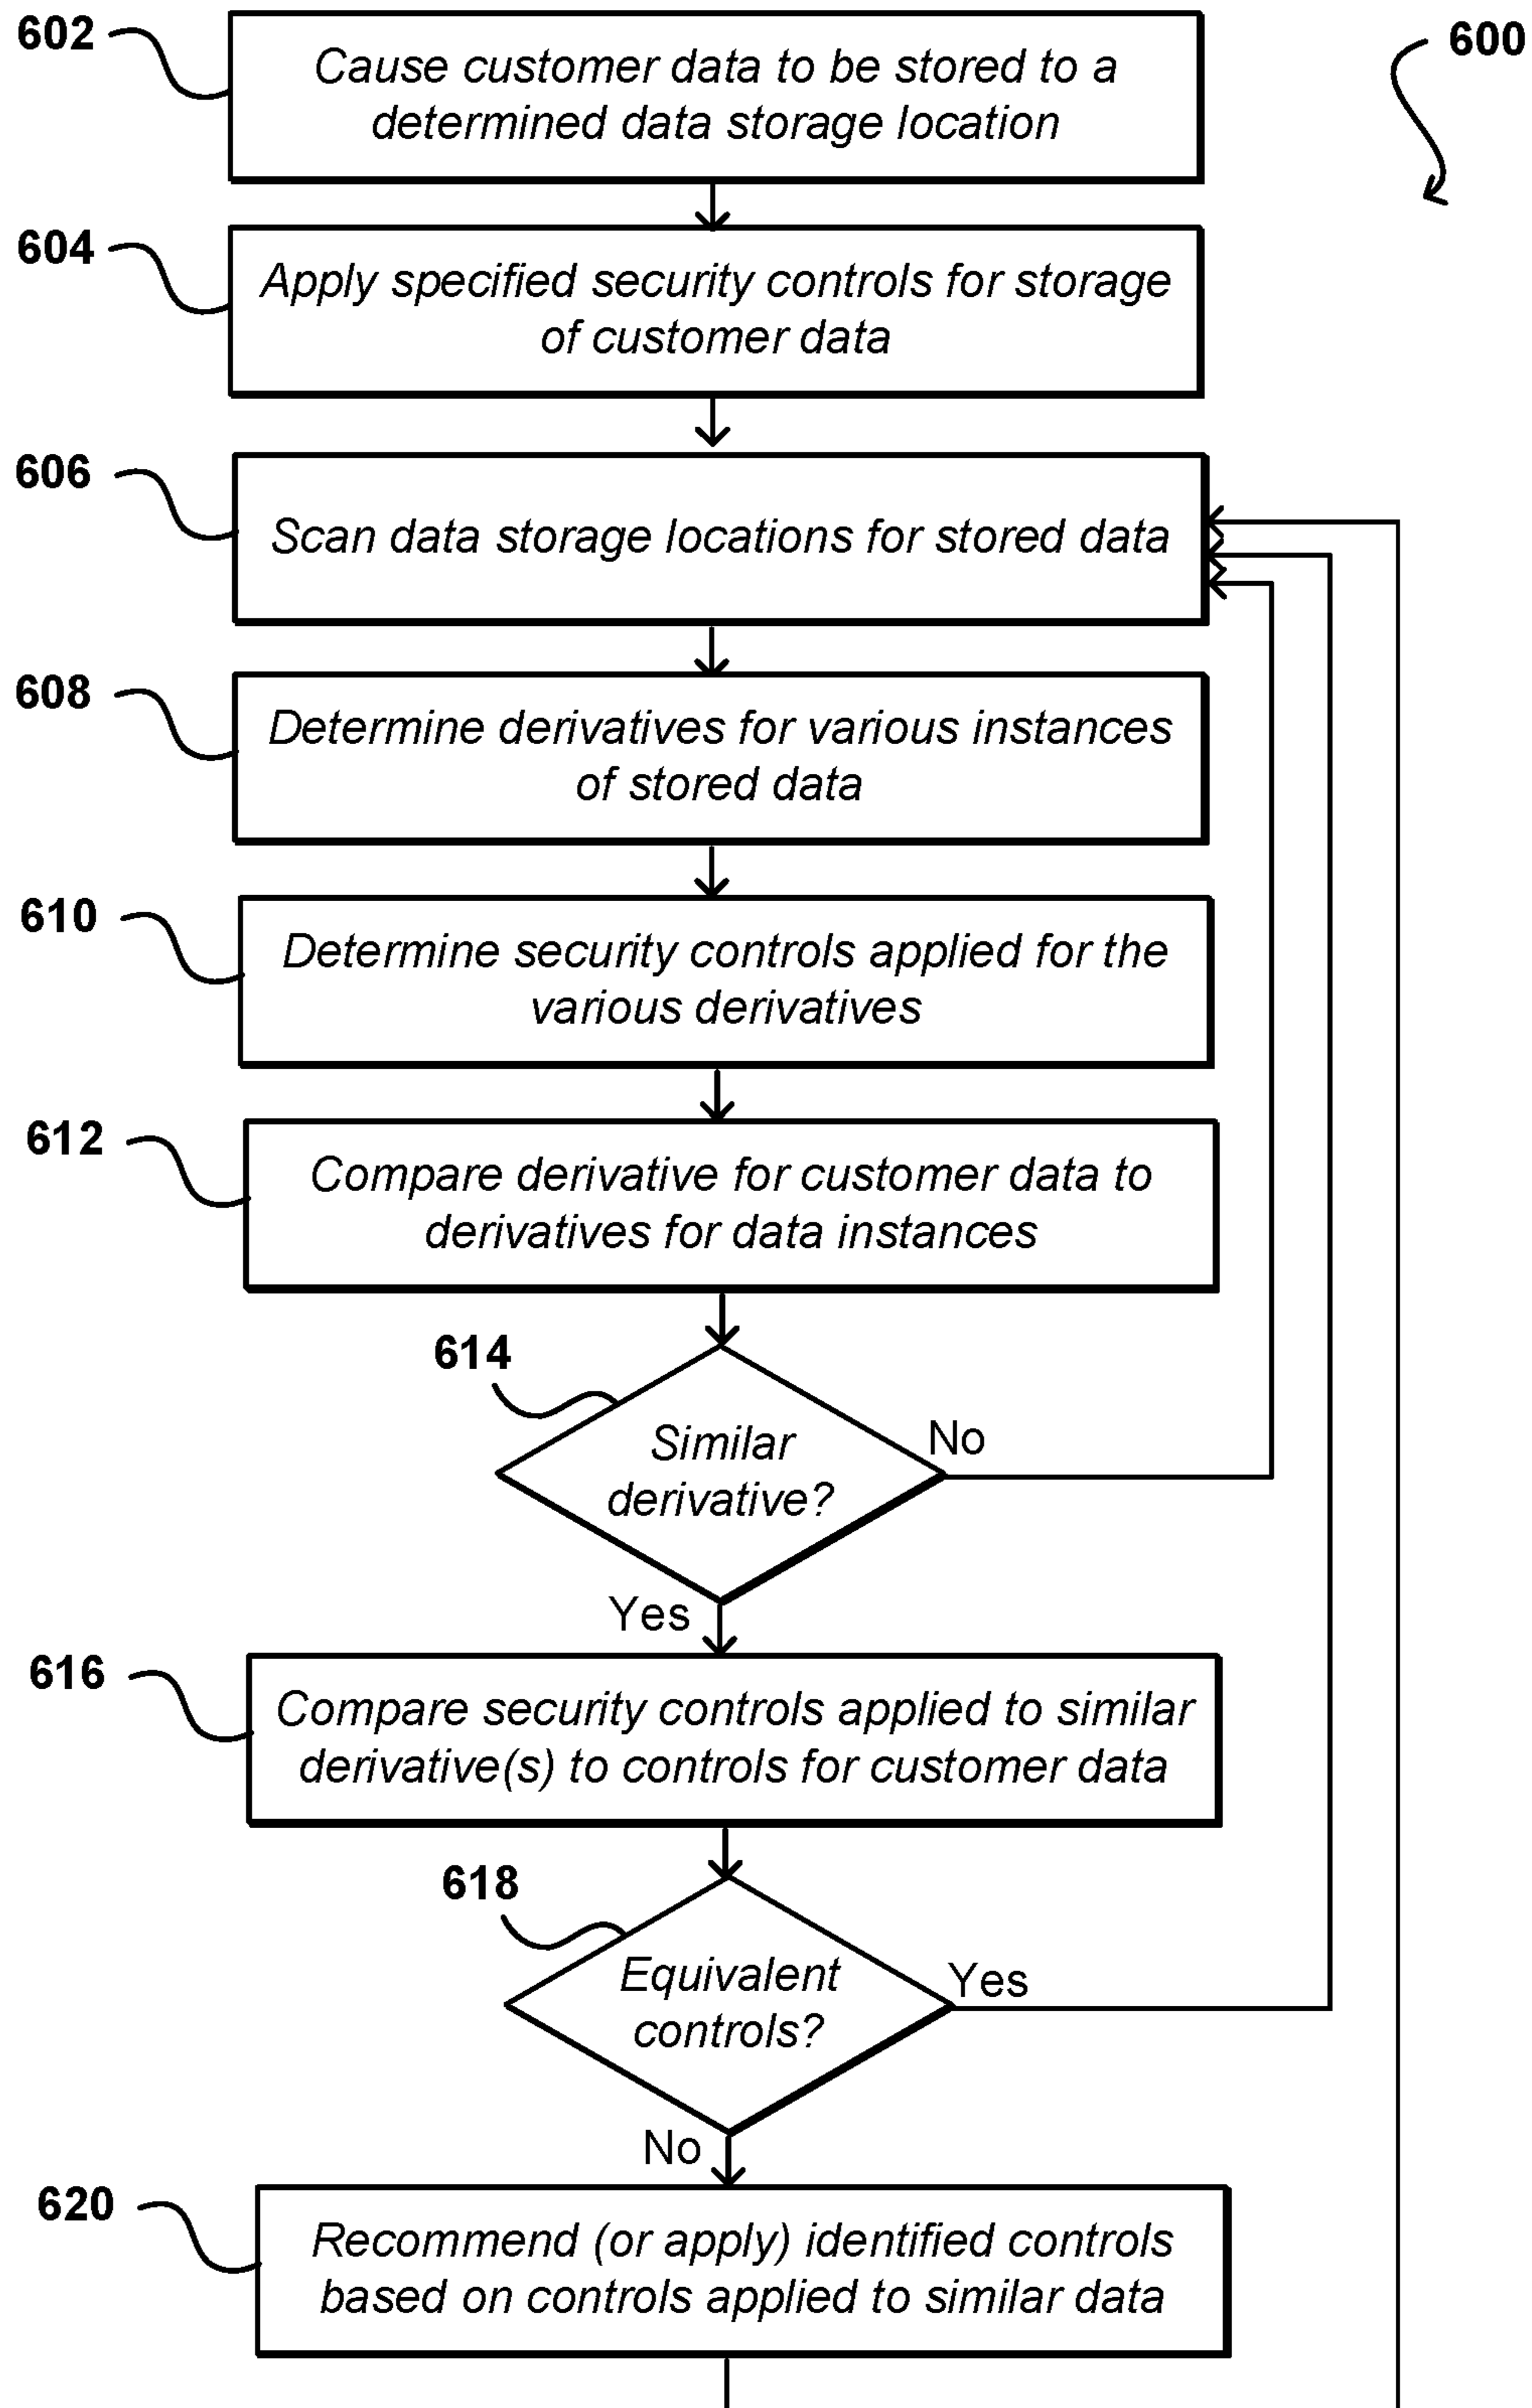 602
Cause customer data to be stored to a
determined data storage location
600
604
Apply specified security controls for storage
of customer data
606
Scan data storage locations for stored data
608
Determine derivatives for various instances
of stored data
610
Determine security controls applied for the
various derivatives
612
Compare derivative for customer data to
derivatives for data instances
614
Similar
derivative?
No
Yes
616
Compare security controls applied to similar
derivative(s) to controls for customer data
618
Equivalent
controls?
Yes
No
620
Recommend (or apply) identified controls
based on controls applied to similar data